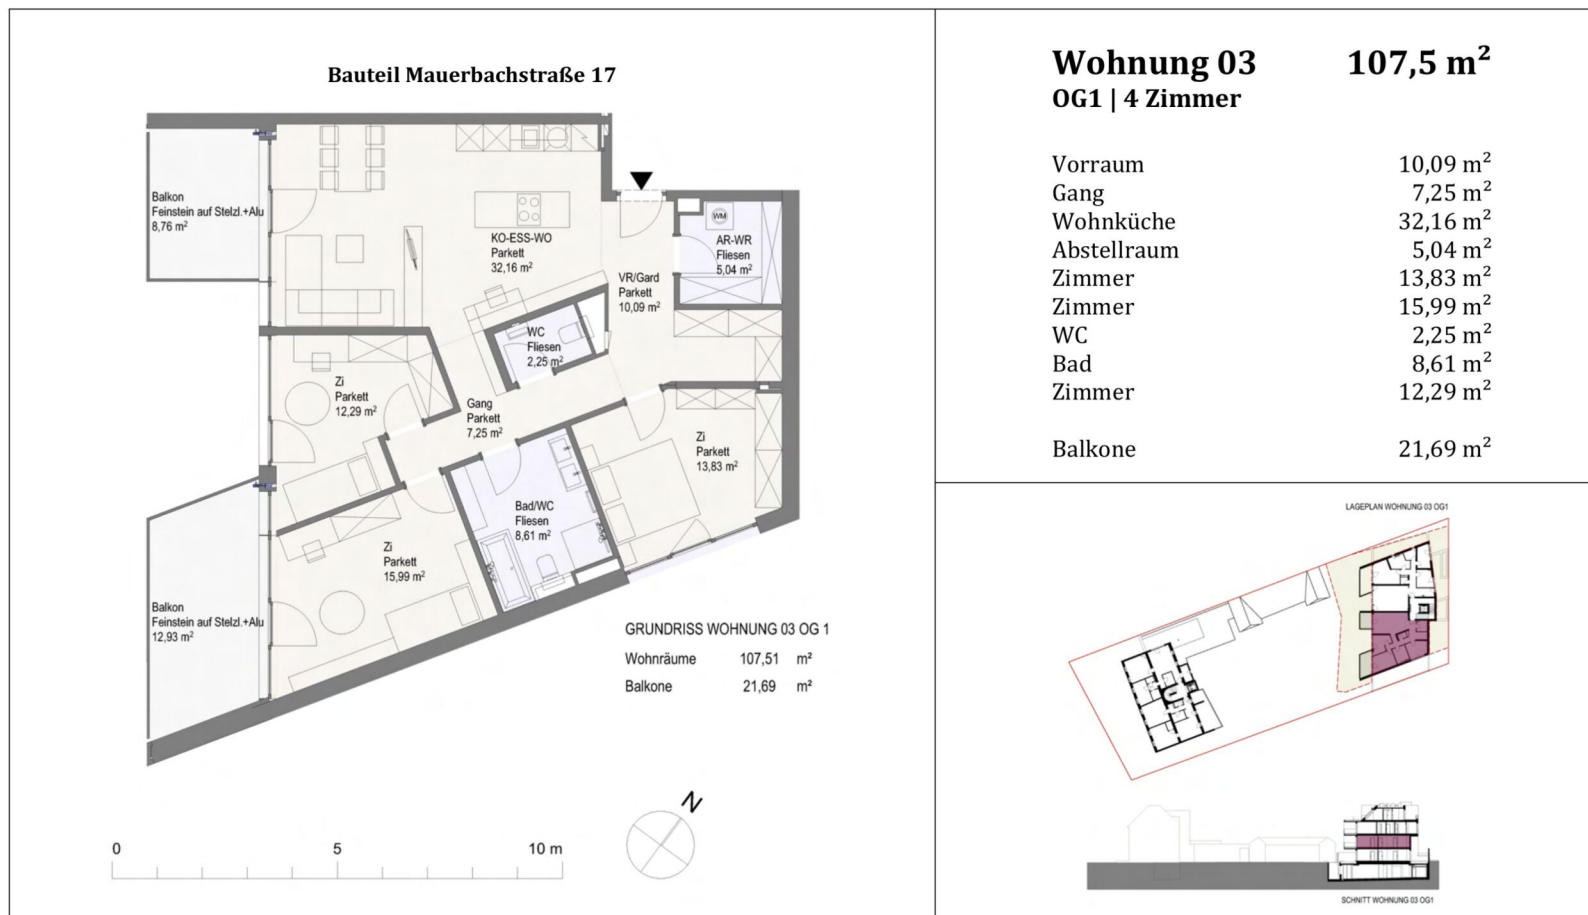 Bauteil Mauerbachstraße 17
Balkon
Feinstein auf Stelzl.+Alu
8,76 m²
KO-ESS-WO
Parkett
32,16 m²
WM
AR-WR
Fliesen
5,04 m²
VR/Gard
Parkett
10,09 m²
WC
Fliesen
2,25 m²
Zi
Parkett
12,29 m²
Gang
Parkett
7,25 m²
Zi
Parkett
13,83 m²
Bad/WC
Fliesen
8,61 m²
Zi
Parkett
15,99 m²
Balkon
Feinstein auf Stelzl.+Alu
12,93 m²
GRUNDRISS WOHNUNG 03 OG 1
Wohnräume 107,51 m²
Balkone 21,69 m²
N
0 5 10 m
Wohnung 03 107,5 m²
OG1 | 4 Zimmer
Vorraum 10,09 m²
Gang 7,25 m²
Wohnküche 32,16 m²
Abstellraum 5,04 m²
Zimmer 13,83 m²
Zimmer 15,99 m²
WC 2,25 m²
Bad 8,61 m²
Zimmer 12,29 m²
Balkone 21,69 m²
LAGEPLAN WOHNUNG 03 OG1
SCHNITT WOHNUNG 03 OG1